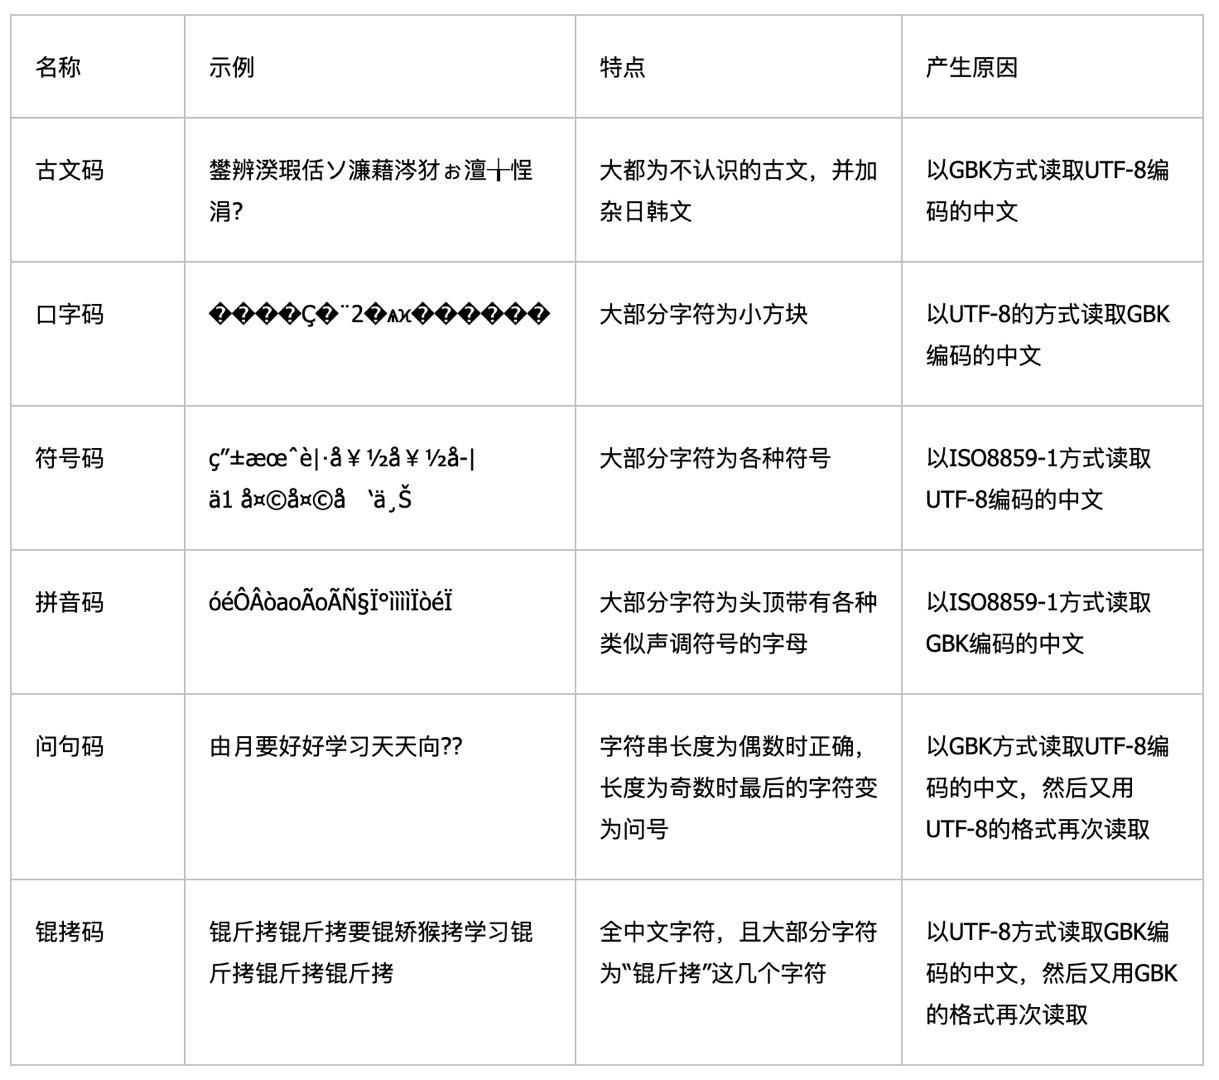 名称
示例
特点
产生原因
古文码
鐢辨湀瑕佸ソ濂藉涔犲ぉ澶╁悜
涓?
大都为不认识的古文，并加
杂日韩文
以GBK方式读取UTF-8编
码的中文
口字码
����Ç�¨2�ѧϰ������
大部分字符为小方块
以UTF-8的方式读取GBK
编码的中文
符号码
ç”±æœˆè|·å￥½å￥½å-|
ä1 å¤©å¤©å　‘ä¸Š
大部分字符为各种符号
以ISO8859-1方式读取
UTF-8编码的中文
拼音码
óéÔÂòaoÃoÃÑ§Ï°ììììÏòéÏ
大部分字符为头顶带有各种
类似声调符号的字母
以ISO8859-1方式读取
GBK编码的中文
问句码
由月要好好学习天天向??
字符串长度为偶数时正确，
长度为奇数时最后的字符变
为问号
以GBK方式读取UTF-8编
码的中文，然后又用
UTF-8的格式再次读取
锟拷码
锟斤拷锟斤拷要锟矫猴拷学习锟
斤拷锟斤拷锟斤拷
全中文字符，且大部分字符
为“锟斤拷”这几个字符
以UTF-8方式读取GBK编
码的中文，然后又用GBK
的格式再次读取